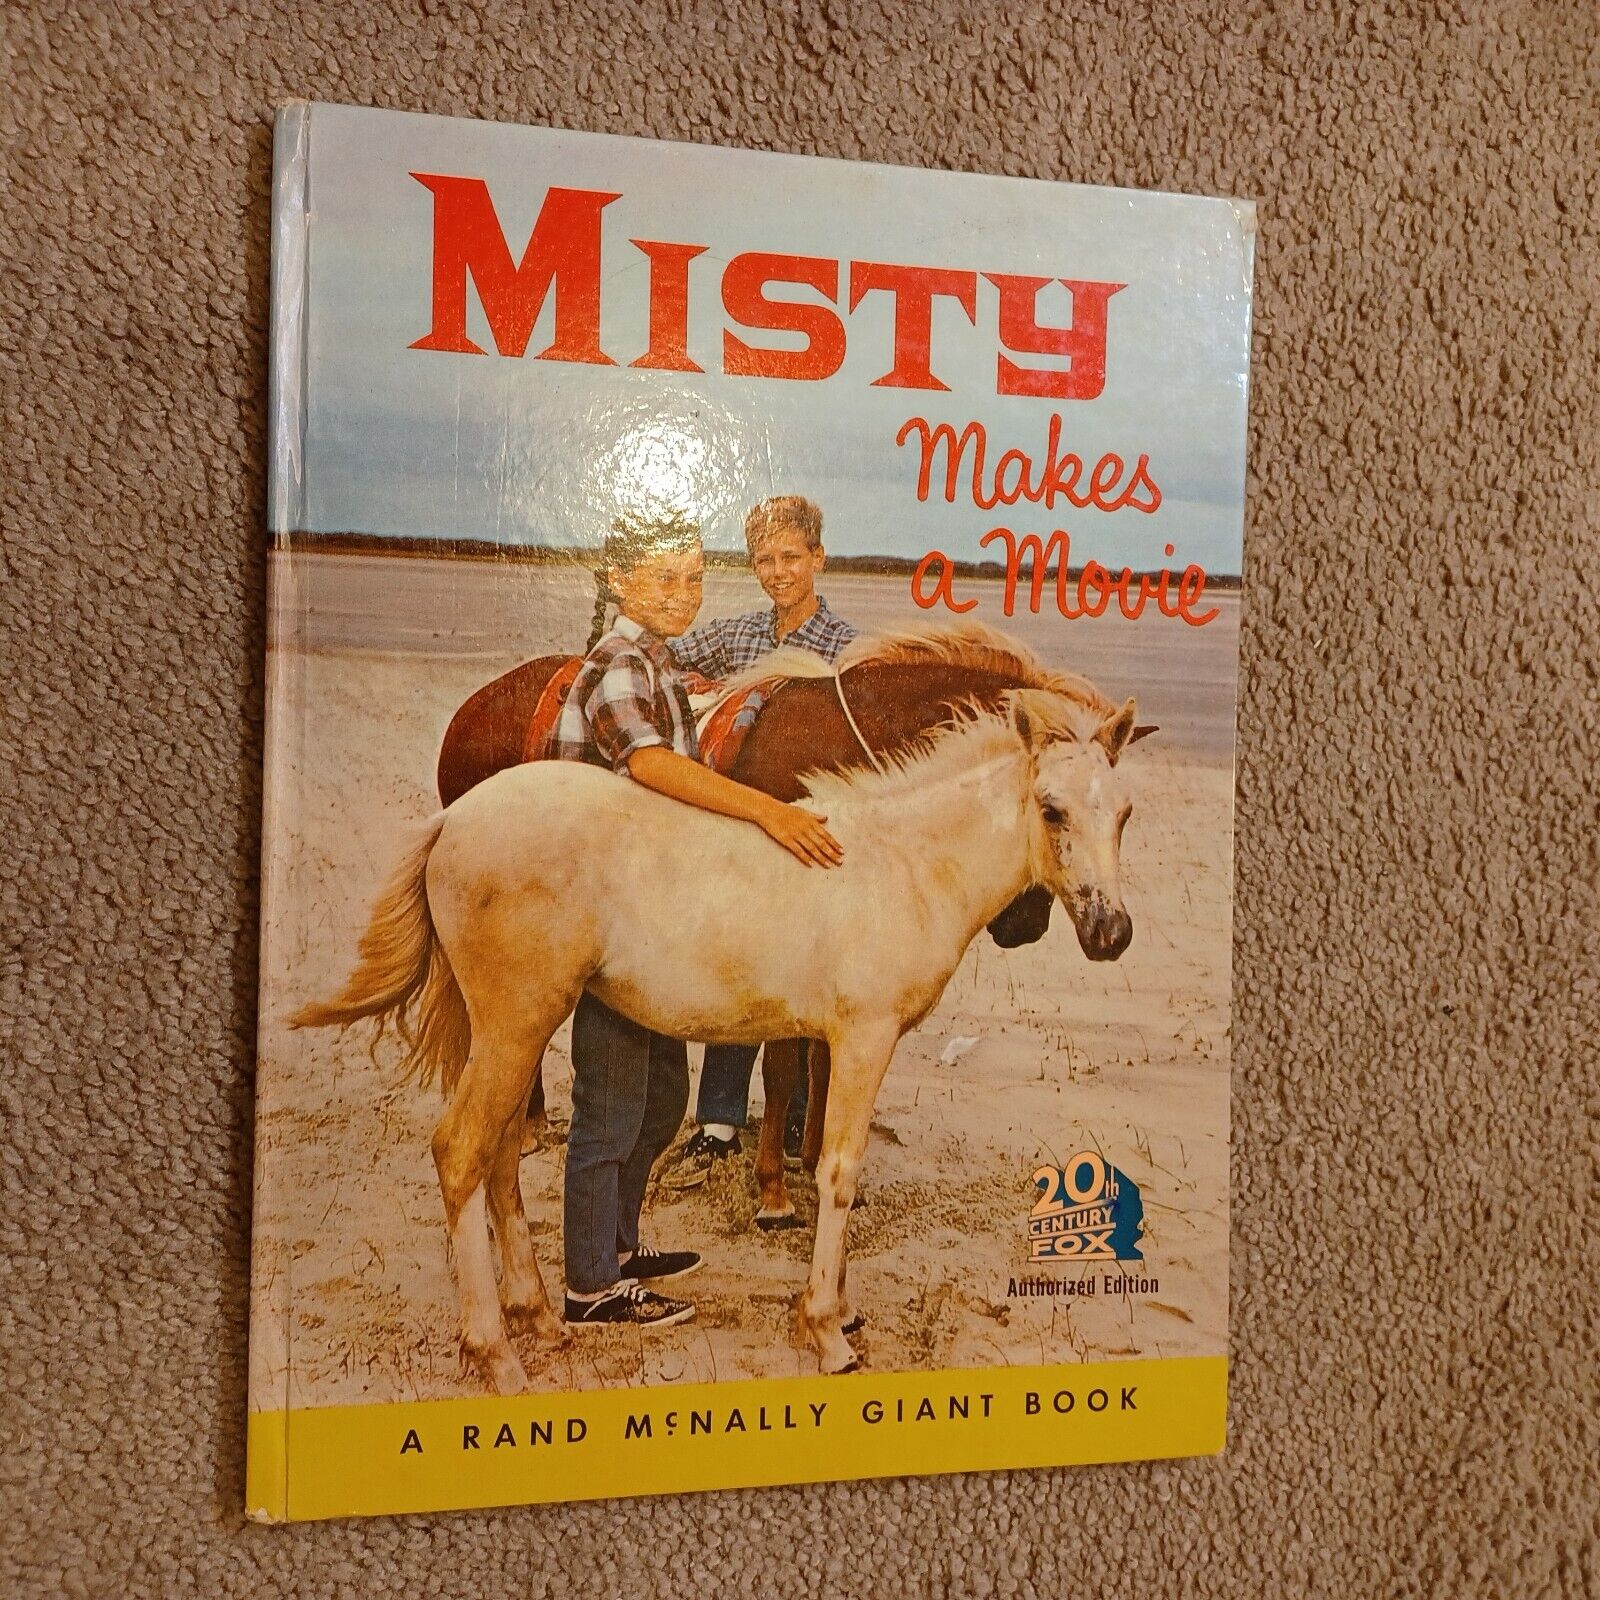 MISTY
Makes
a Movie
20th
CENTURY
FOX
Authorized Edition
A RAND McNALLY GIANT BOOK